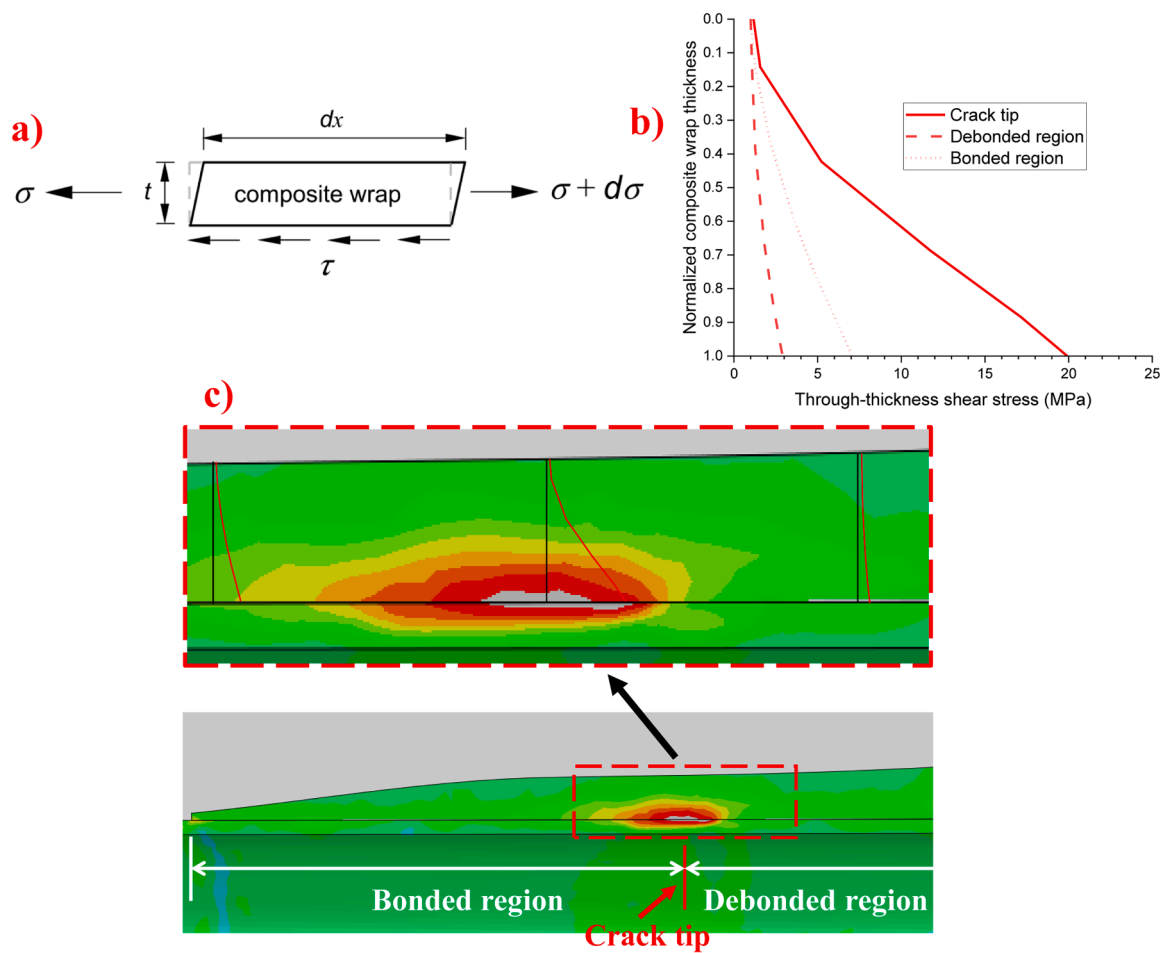 a)
dx
t
σ
composite wrap
σ + dσ
τ
b)
Normalized composite wrap thickness
0.0
0.1
0.2
0.3
0.4
0.5
0.6
0.7
0.8
0.9
1.0
Crack tip
Debonded region
Bonded region
0
5
10
15
20
25
Through-thickness shear stress (MPa)
c)
Bonded region
Debonded region
Crack tip